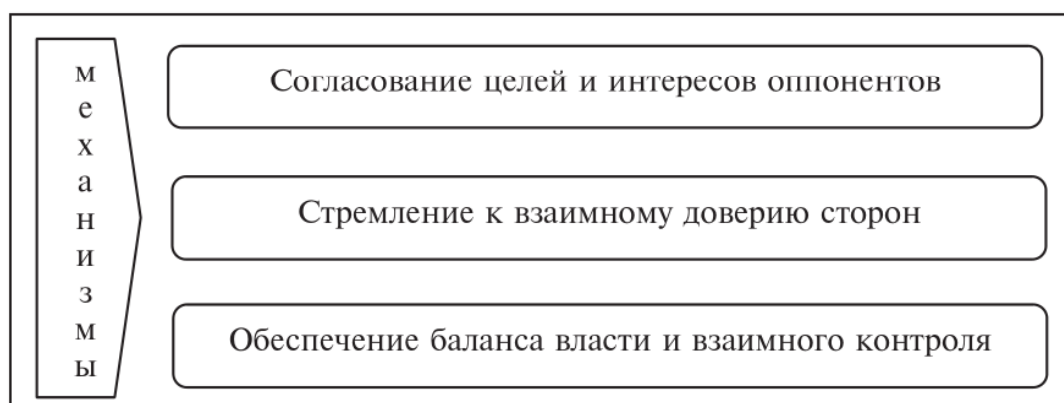 механизмы
Согласование целей и интересов оппонентов
Стремление к взаимному доверию сторон
Обеспечение баланса власти и взаимного контроля